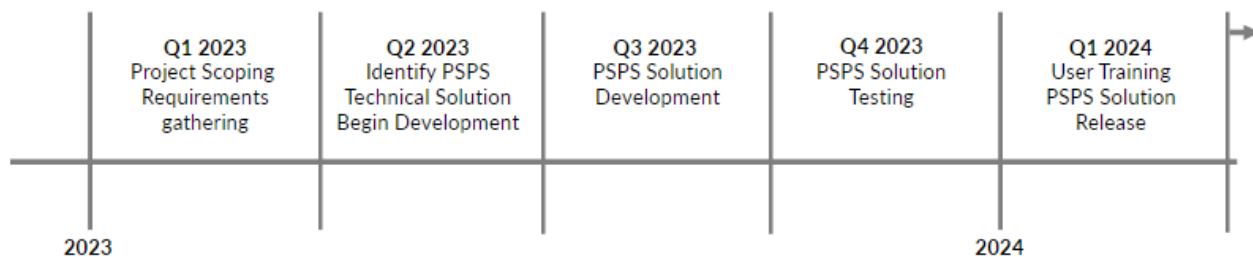 Q1 2023
Project Scoping
Requirements
gathering
Q2 2023
Identify PSPS
Technical Solution
Begin Development
Q3 2023
PSPS Solution
Development
Q4 2023
PSPS Solution
Testing
Q1 2024
User Training
PSPS Solution
Release
2023
2024